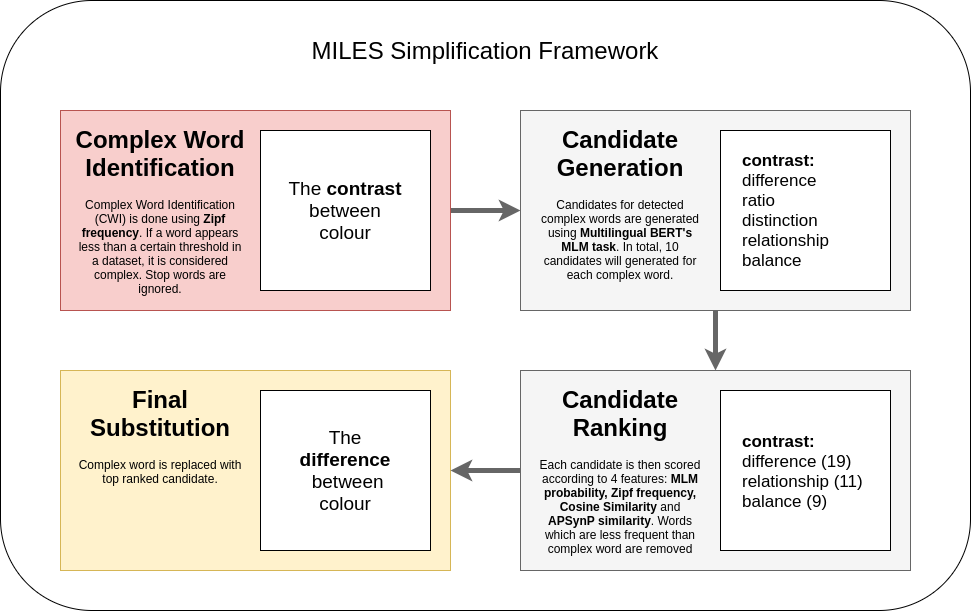 MILES Simplification Framework
Complex Word
Identification
Complex Word Identification
(CWI) is done using Zipf
frequency. If a word appears
less than a certain threshold in
a dataset, it is considered
complex. Stop words are
ignored.
The contrast
between
colour
Candidate
Generation
Candidates for detected
complex words are generated
using Multilingual BERT's
MLM task. In total, 10
candidates will generated for
each complex word.
contrast:
difference
ratio
distinction
relationship
balance
Candidate
Ranking
Each candidate is then scored
according to 4 features: MLM
probability, Zipf frequency,
Cosine Similarity and
APSynP similarity. Words
which are less frequent than
complex word are removed
contrast:
difference (19)
relationship (11)
balance (9)
Final
Substitution
Complex word is replaced with
top ranked candidate.
The
difference
between
colour